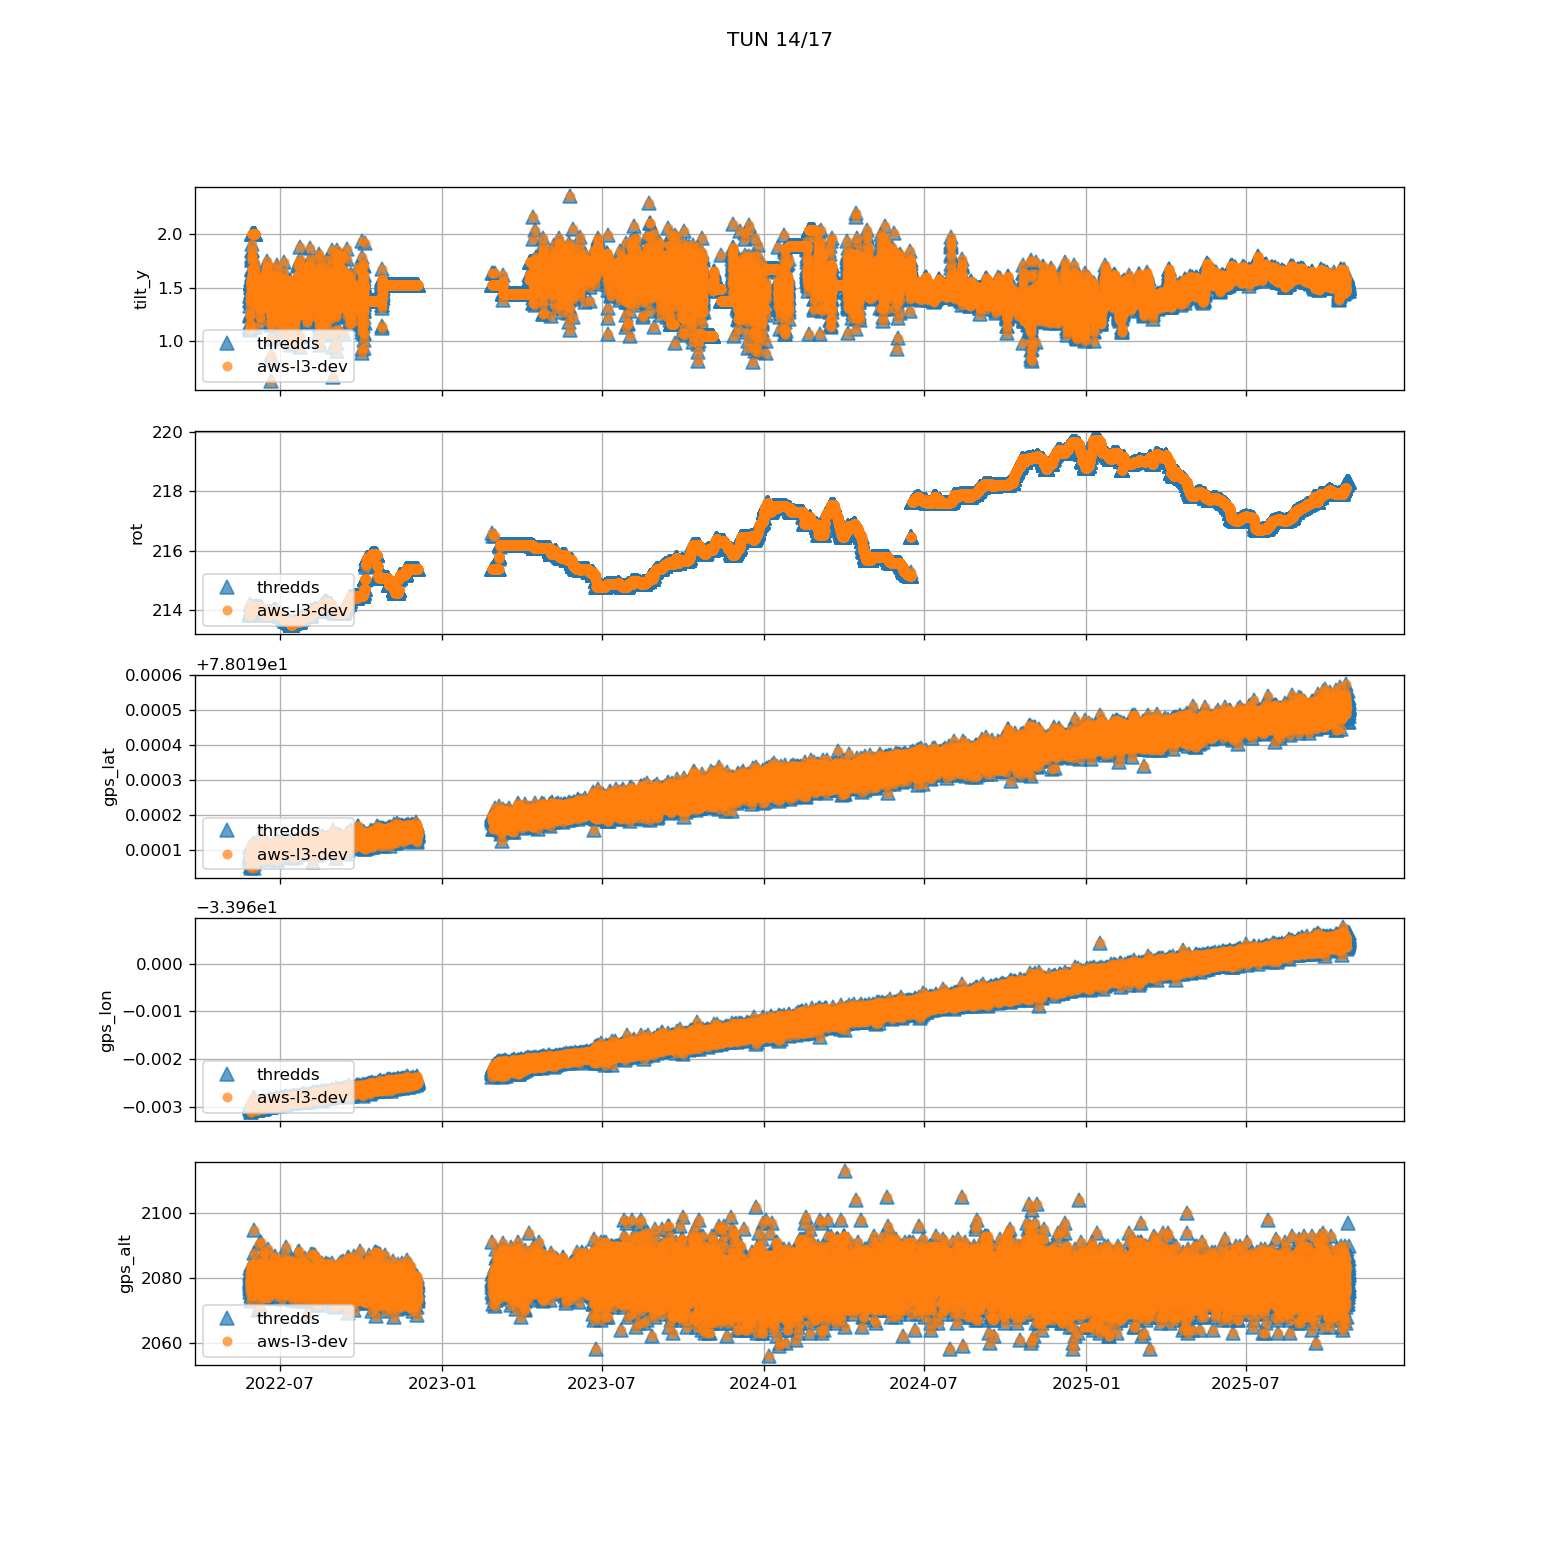 TUN 14/17
2.0
1.5
1.0
tilt_y
thredds
aws-l3-dev
220
218
216
214
rot
thredds
aws-l3-dev
+7.8019e1
0.0006
0.0005
0.0004
0.0003
0.0002
0.0001
gps_lat
thredds
aws-l3-dev
−3.396e1
0.000
−0.001
−0.002
−0.003
gps_lon
thredds
aws-l3-dev
2100
2080
2060
gps_alt
thredds
aws-l3-dev
2022-07 2023-01 2023-07 2024-01 2024-07 2025-01 2025-07